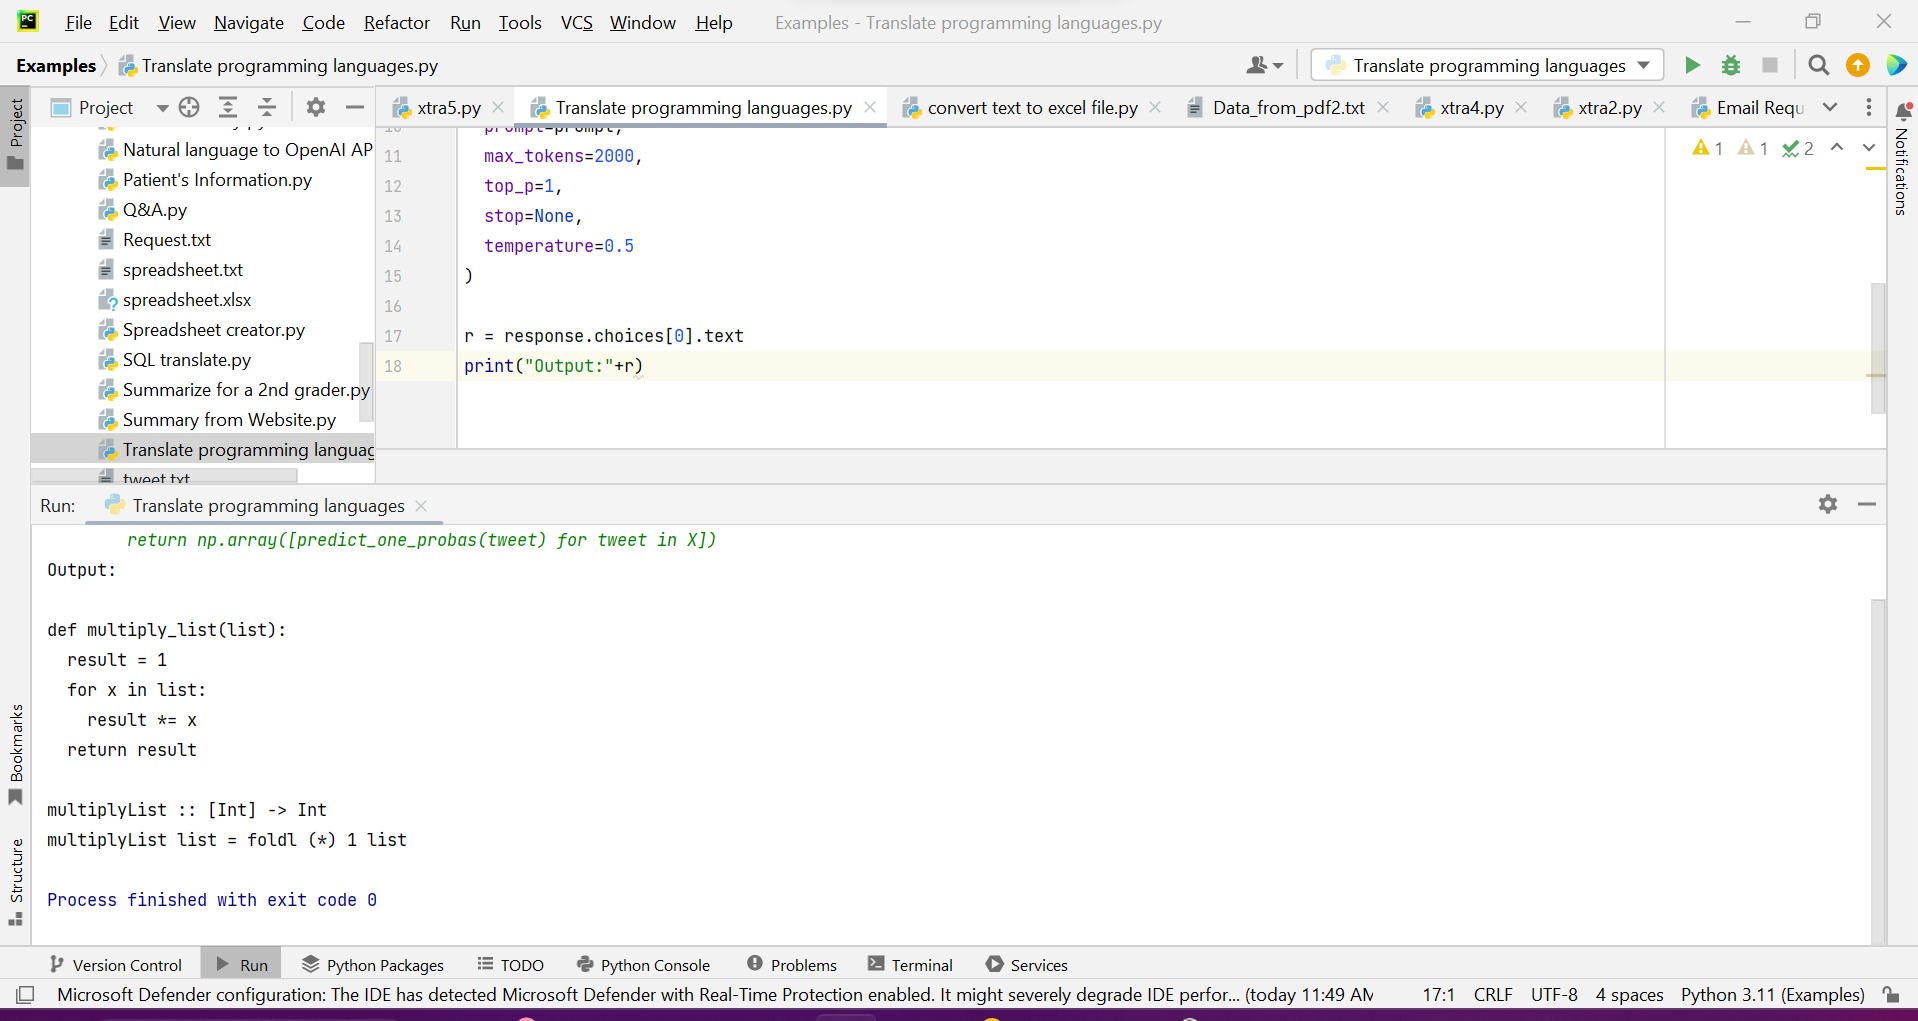 PC
File Edit View Navigate Code Refactor Run Tools VCS Window Help Examples - Translate programming languages.py
Examples Translate programming languages.py
Translate programming languages
Project
Project
xtra5.py Translate programming languages.py convert text to excel file.py Data_from_pdf2.txt xtra4.py xtra2.py Email Requ
Notifications
Natural language to OpenAI AP
Patient's Information.py
Q&A.py
Request.txt
spreadsheet.txt
spreadsheet.xlsx
Spreadsheet creator.py
SQL translate.py
Summarize for a 2nd grader.py
Summary from Website.py
Translate programming languag
tweet.txt
10 prompt=prompt,
11 max_tokens=2000,
12 top_p=1,
13 stop=None,
14 temperature=0.5
15 )
16
17 r = response.choices[0].text
18 print("Output:"+r)
1 1 2
Run: Translate programming languages
return np.array([predict_one_probas(tweet) for tweet in X])
Output:
def multiply_list(list):
result = 1
for x in list:
result *= x
return result
multiplyList :: [Int] -> Int
multiplyList list = foldl (*) 1 list
Process finished with exit code 0
Bookmarks
Structure
Version Control Run Python Packages TODO Python Console Problems Terminal Services
Microsoft Defender configuration: The IDE has detected Microsoft Defender with Real-Time Protection enabled. It might severely degrade IDE perfor... (today 11:49 AM 17:1 CRLF UTF-8 4 spaces Python 3.11 (Examples)